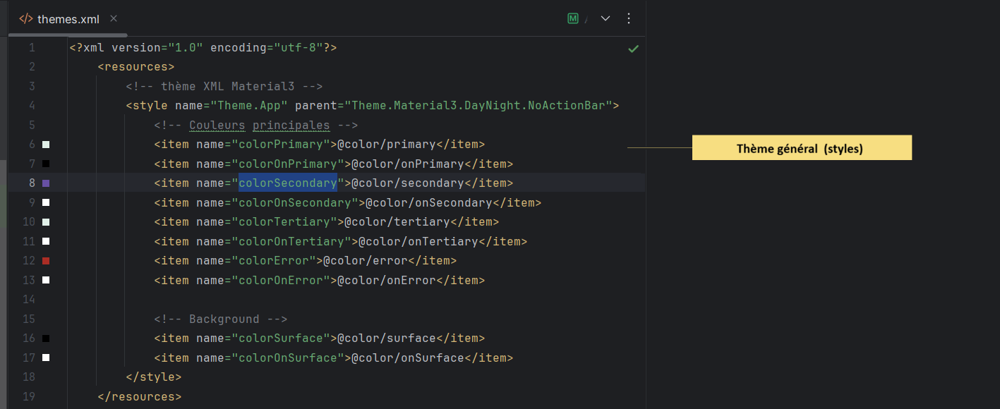 themes.xml
1 <?xml version="1.0" encoding="utf-8"?>
2 <resources>
3 <!-- thème XML Material3 -->
4 <style name="Theme.App" parent="Theme.Material3.DayNight.NoActionBar">
5 <!-- Couleurs principales -->
6 <item name="colorPrimary">@color/primary</item>
Thème général (styles)
7 <item name="colorOnPrimary">@color/onPrimary</item>
8 <item name="colorSecondary">@color/secondary</item>
9 <item name="colorOnSecondary">@color/onSecondary</item>
10 <item name="colorTertiary">@color/tertiary</item>
11 <item name="colorOnTertiary">@color/onTertiary</item>
12 <item name="colorError">@color/error</item>
13 <item name="colorOnError">@color/onError</item>
14
15 <!-- Background -->
16 <item name="colorSurface">@color/surface</item>
17 <item name="colorOnSurface">@color/onSurface</item>
18 </style>
19 </resources>